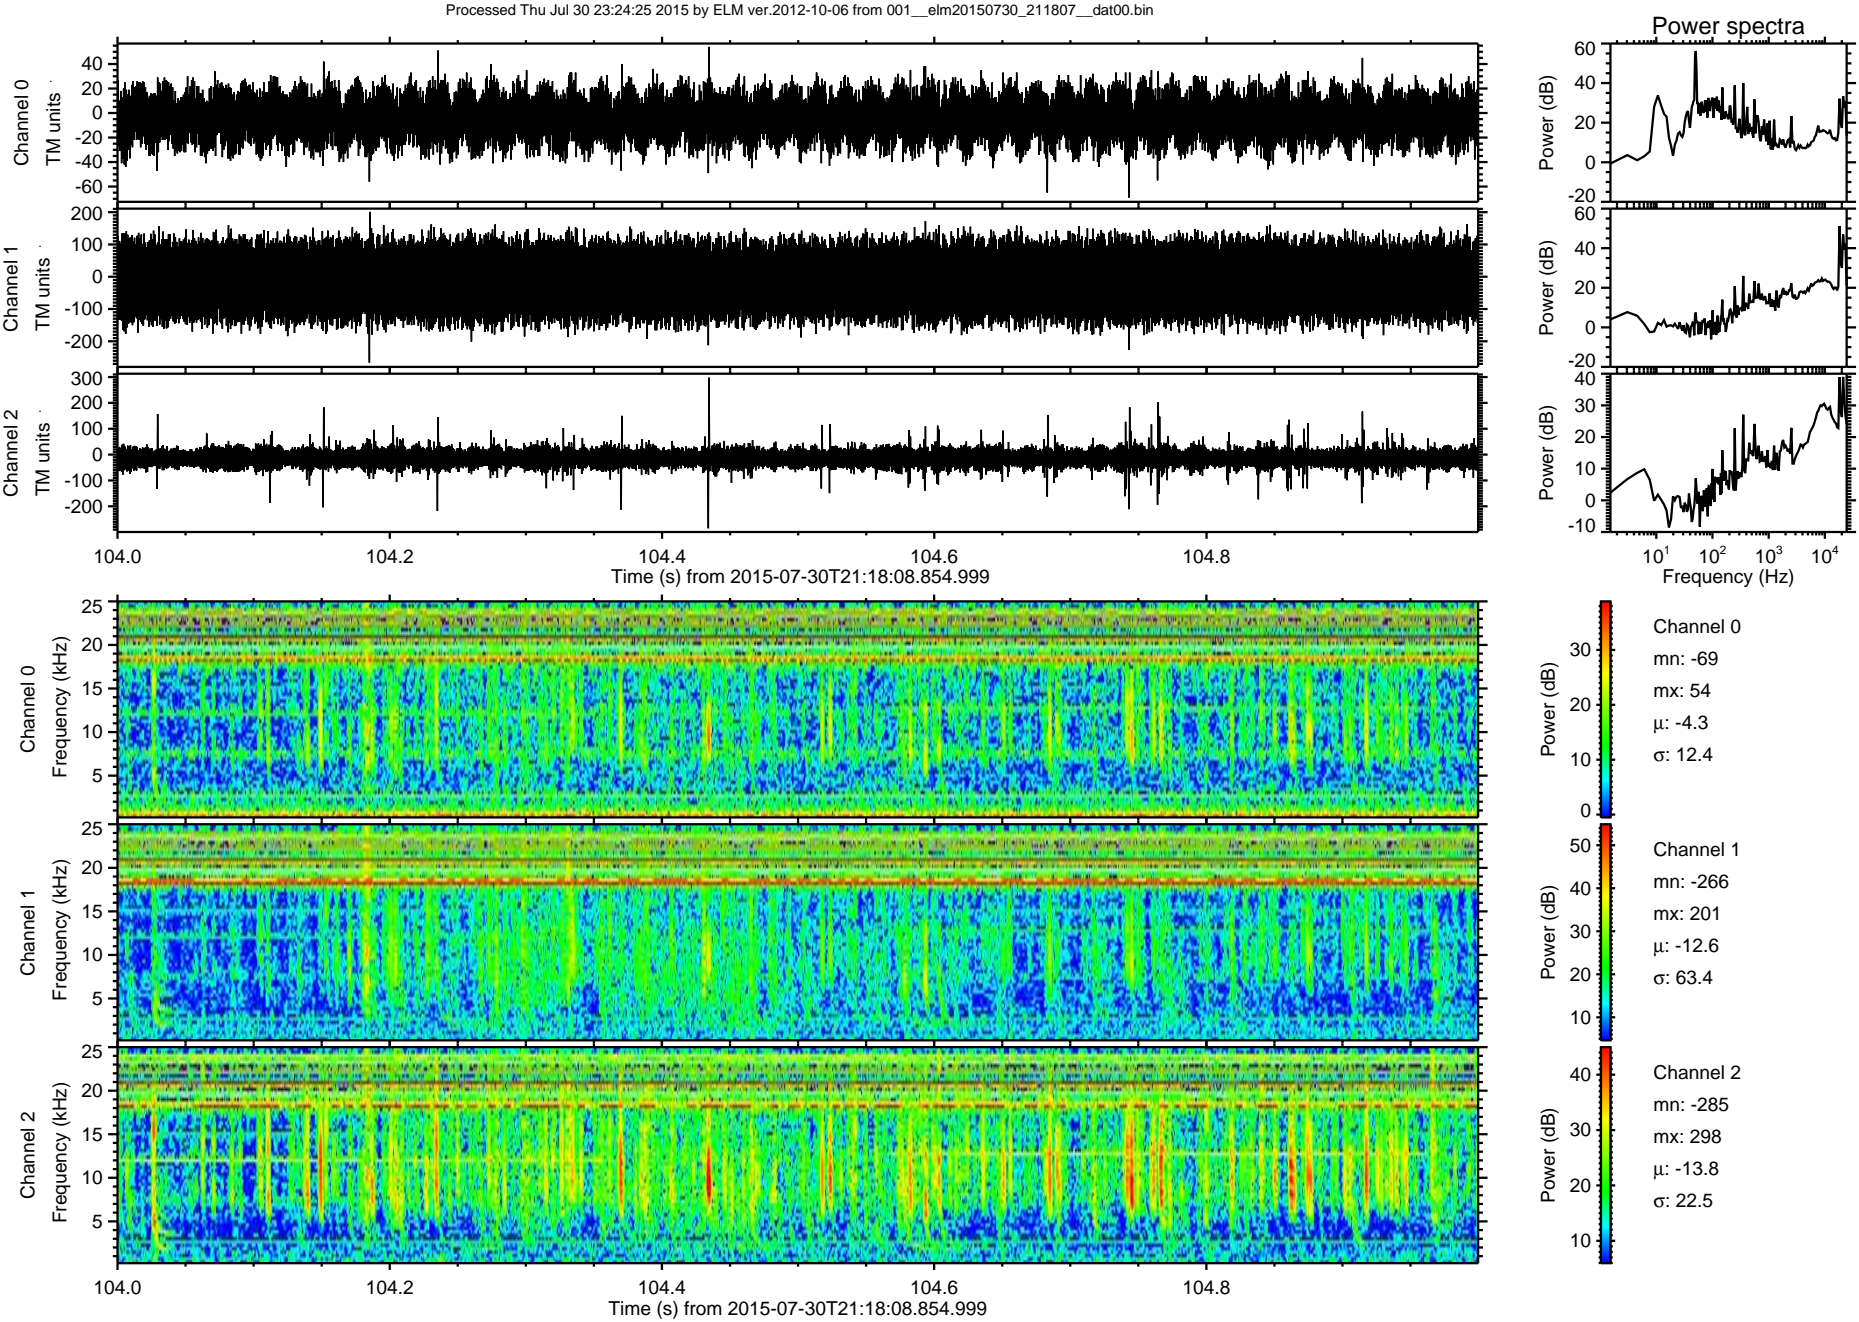 Processed Thu Jul 30 23:24:25 2015 by ELM ver.2012-10-06 from 001__elm20150730_211807__dat00.bin
Power spectra
Channel 0
TM units
40
20
0
-20
-40
-60
Power (dB)
60
40
20
0
-20
Channel 1
TM units
200
100
0
-100
-200
Power (dB)
60
40
20
0
-20
Channel 2
TM units
300
200
100
0
-100
-200
Power (dB)
40
30
20
10
0
-10
104.0 104.2 104.4 104.6 104.8
Time (s) from 2015-07-30T21:18:08.854.999
10¹ 10² 10³ 10⁴
Frequency (Hz)
Channel 0
Frequency (kHz)
25
20
15
10
5
Power (dB)
30
20
10
0
Channel 0
mn: -69
mx: 54
μ: -4.3
σ: 12.4
Channel 1
Frequency (kHz)
25
20
15
10
5
Power (dB)
50
40
30
20
10
Channel 1
mn: -266
mx: 201
μ: -12.6
σ: 63.4
Channel 2
Frequency (kHz)
25
20
15
10
5
Power (dB)
40
30
20
10
Channel 2
mn: -285
mx: 298
μ: -13.8
σ: 22.5
104.0 104.2 104.4 104.6 104.8
Time (s) from 2015-07-30T21:18:08.854.999